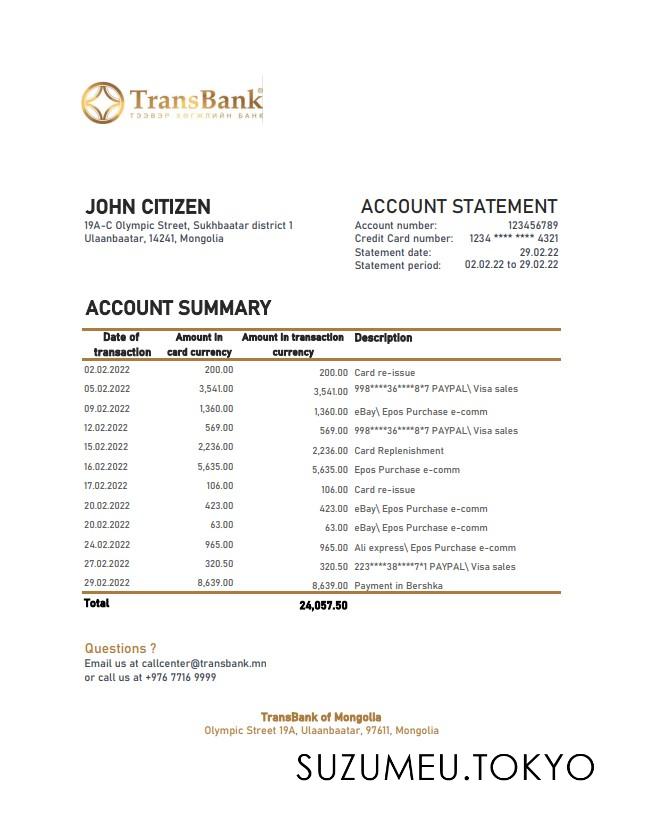 TransBank®
ТЭЭВЭР ХӨГЖЛИЙН БАНК
JOHN CITIZEN
19A-C Olympic Street, Sukhbaatar district 1
Ulaanbaatar, 14241, Mongolia
ACCOUNT STATEMENT
Account number: 123456789
Credit Card number: 1234 **** **** 4321
Statement date: 29.02.22
Statement period: 02.02.22 to 29.02.22
ACCOUNT SUMMARY
Date of transaction Amount in card currency Amount in transaction currency Description
02.02.2022 200.00 200.00 Card re-issue
05.02.2022 3,541.00 3,541.00 998****36****8*7 PAYPAL\ Visa sales
09.02.2022 1,360.00 1,360.00 eBay\ Epos Purchase e-comm
12.02.2022 569.00 569.00 998****36****8*7 PAYPAL\ Visa sales
15.02.2022 2,236.00 2,236.00 Card Replenishment
16.02.2022 5,635.00 5,635.00 Epos Purchase e-comm
17.02.2022 106.00 106.00 Card re-issue
20.02.2022 423.00 423.00 eBay\ Epos Purchase e-comm
20.02.2022 63.00 63.00 eBay\ Epos Purchase e-comm
24.02.2022 965.00 965.00 Ali express\ Epos Purchase e-comm
27.02.2022 320.50 320.50 223****38****7*1 PAYPAL\ Visa sales
29.02.2022 8,639.00 8,639.00 Payment in Bershka
Total 24,057.50
Questions ?
Email us at callcenter@transbank.mn
or call us at +976 7716 9999
TransBank of Mongolia
Olympic Street 19A, Ulaanbaatar, 97611, Mongolia
SUZUMEU.TOKYO